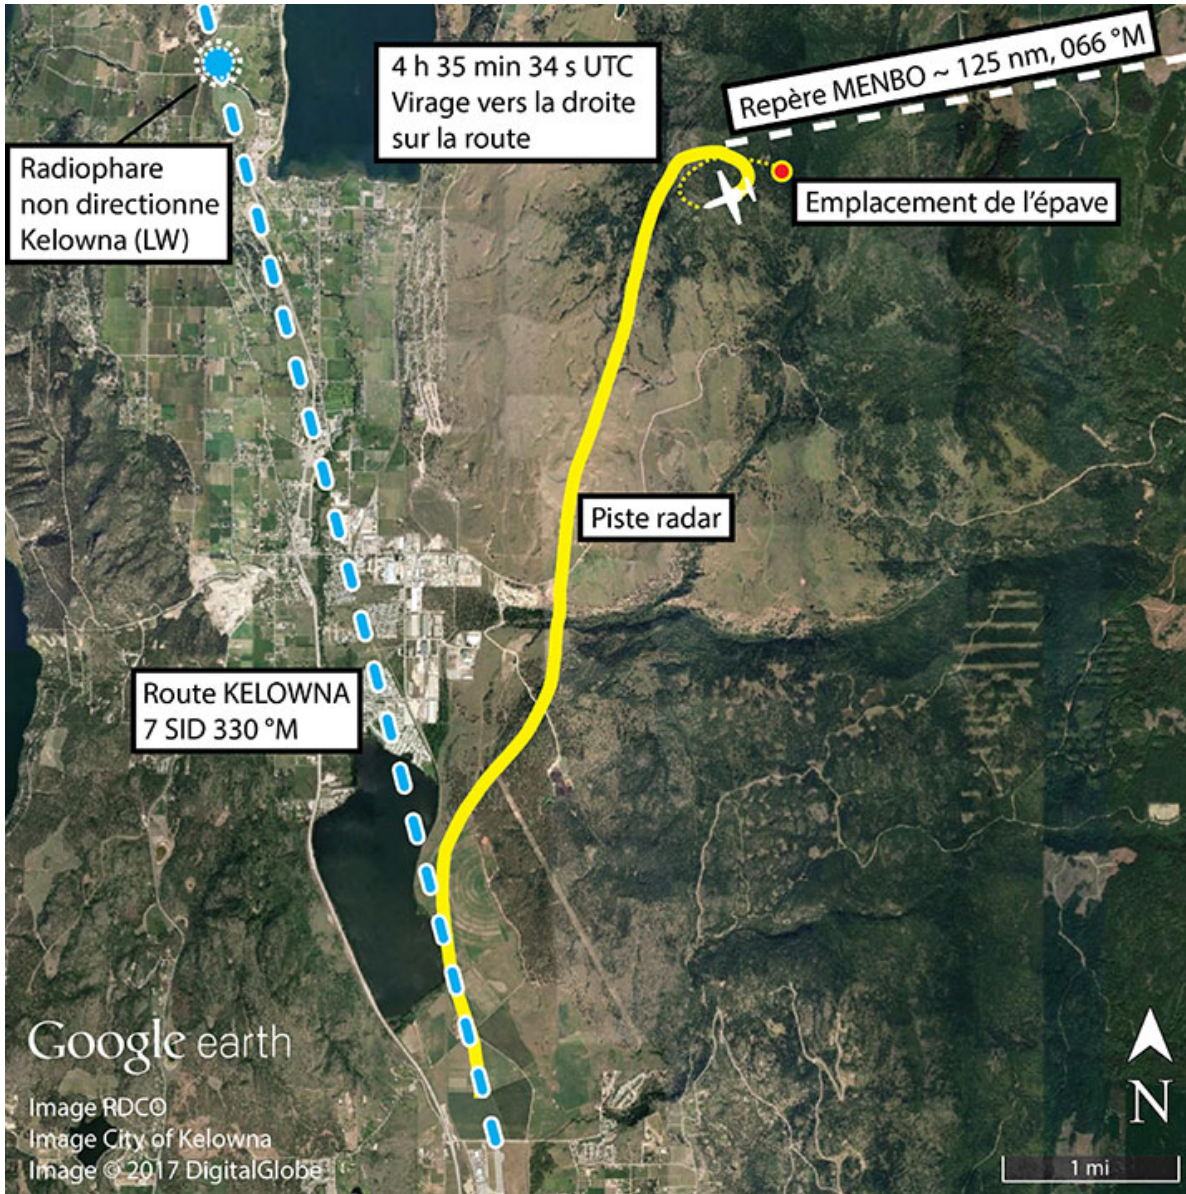 4 h 35 min 34 s UTC
Virage vers la droite
sur la route
Repère MENBO ~ 125 nm, 066 °M
Radiophare
non directionne
Kelowna (LW)
Emplacement de l'épave
Piste radar
Route KELOWNA
7 SID 330 °M
Google earth
Image RDCO
Image City of Kelowna
Image © 2017 DigitalGlobe
N
1 mi